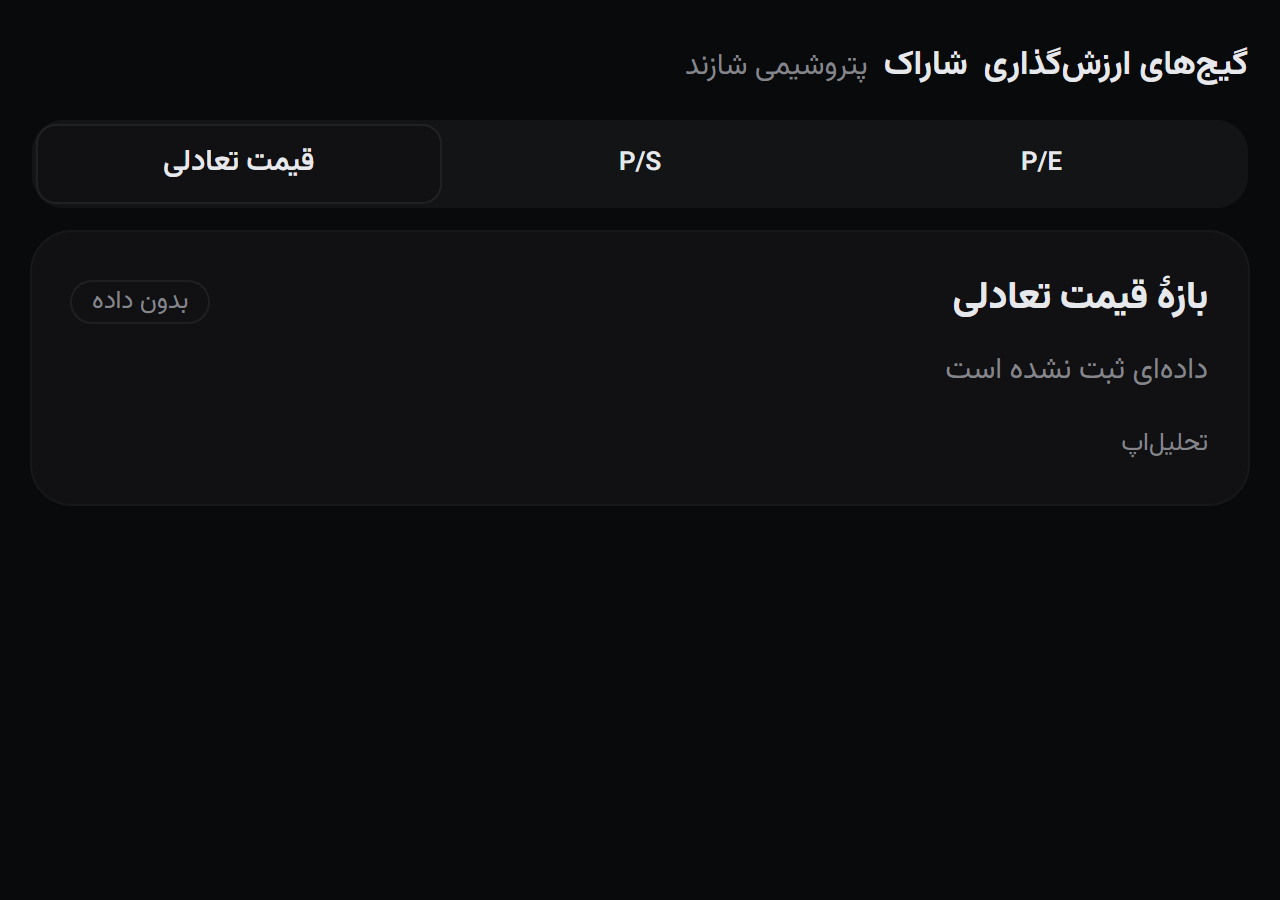 گیج‌های ارزش‌گذاری شاراک پتروشیمی شازند
P/E
P/S
قیمت تعادلی
بازهٔ قیمت تعادلی
بدون داده
داده‌ای ثبت نشده است
تحلیل‌اپ